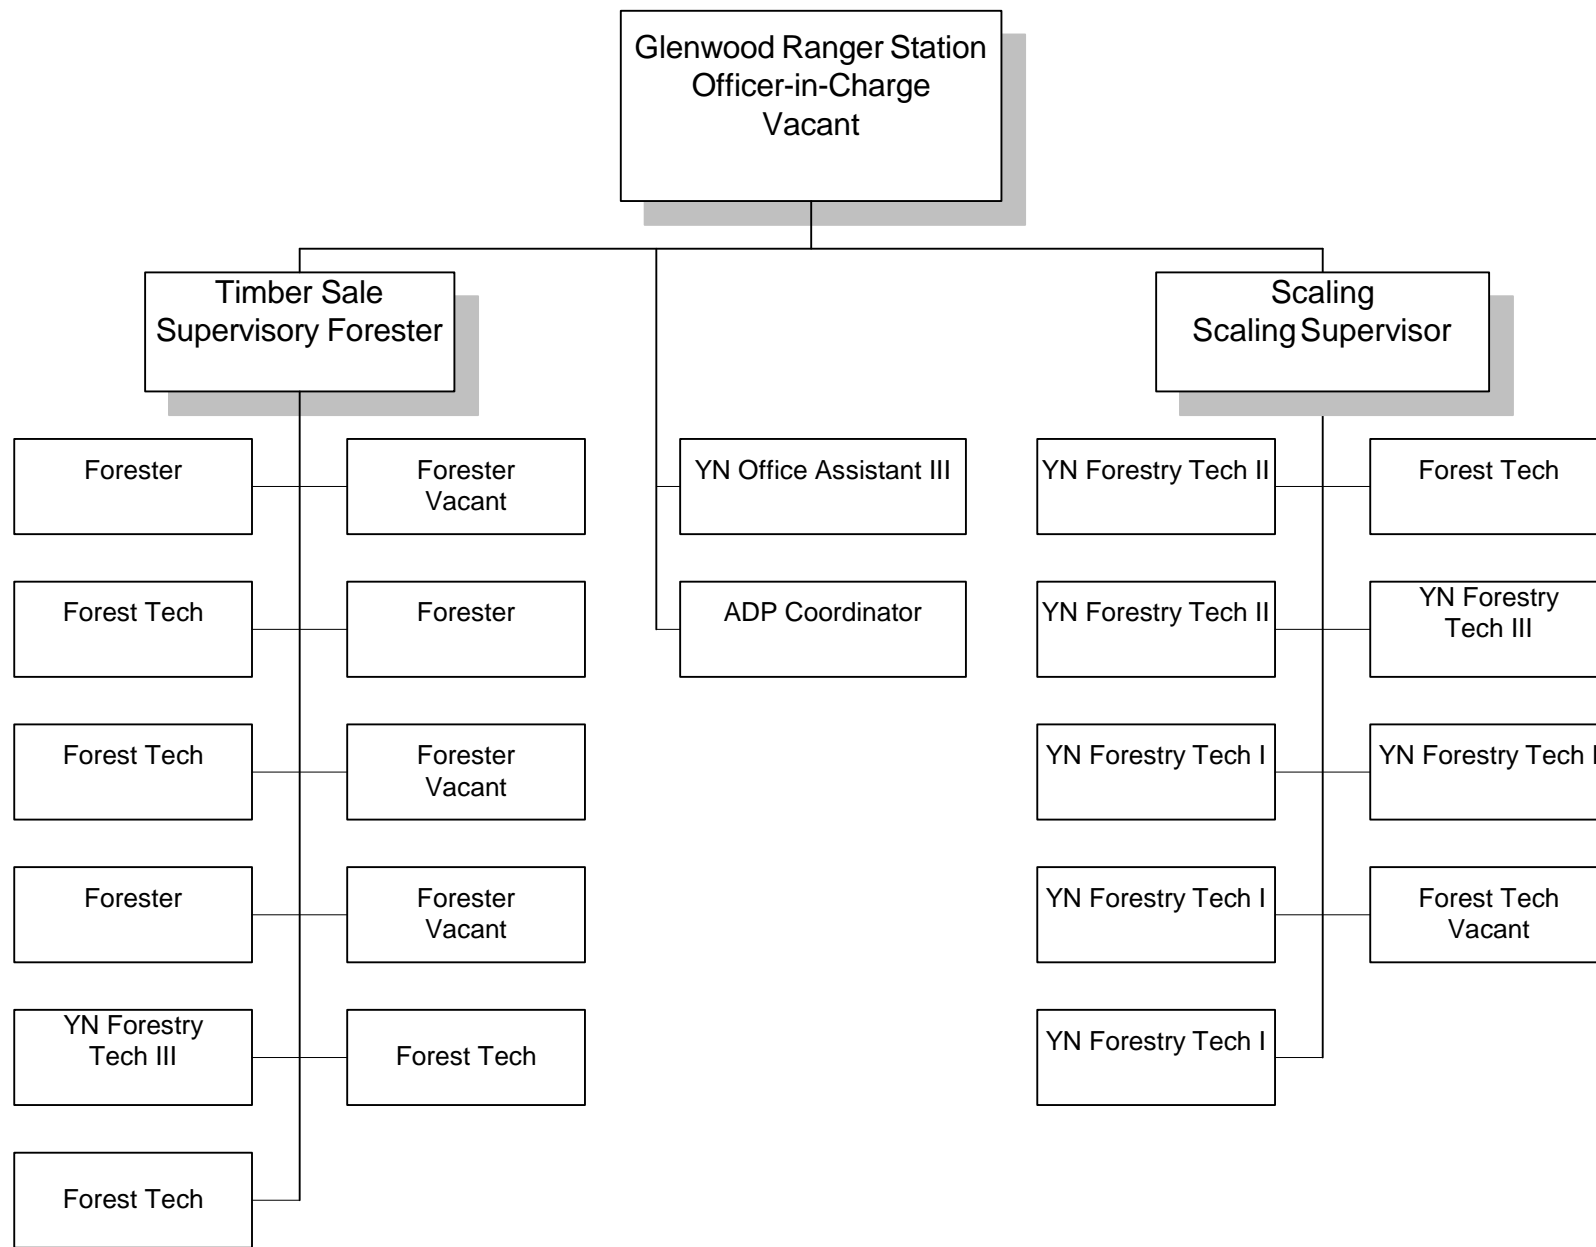 Glenwood Ranger Station
Officer-in-Charge
Vacant
Timber Sale
Supervisory Forester
Scaling
Scaling Supervisor
Forester
Forester
Vacant
YN Office Assistant III
YN Forestry Tech II
Forest Tech
Forest Tech
Forester
ADP Coordinator
YN Forestry Tech II
YN Forestry
Tech III
Forest Tech
Forester
Vacant
YN Forestry Tech I
YN Forestry Tech I
Forester
Forester
Vacant
YN Forestry Tech I
Forest Tech
Vacant
YN Forestry
Tech III
Forest Tech
YN Forestry Tech I
Forest Tech